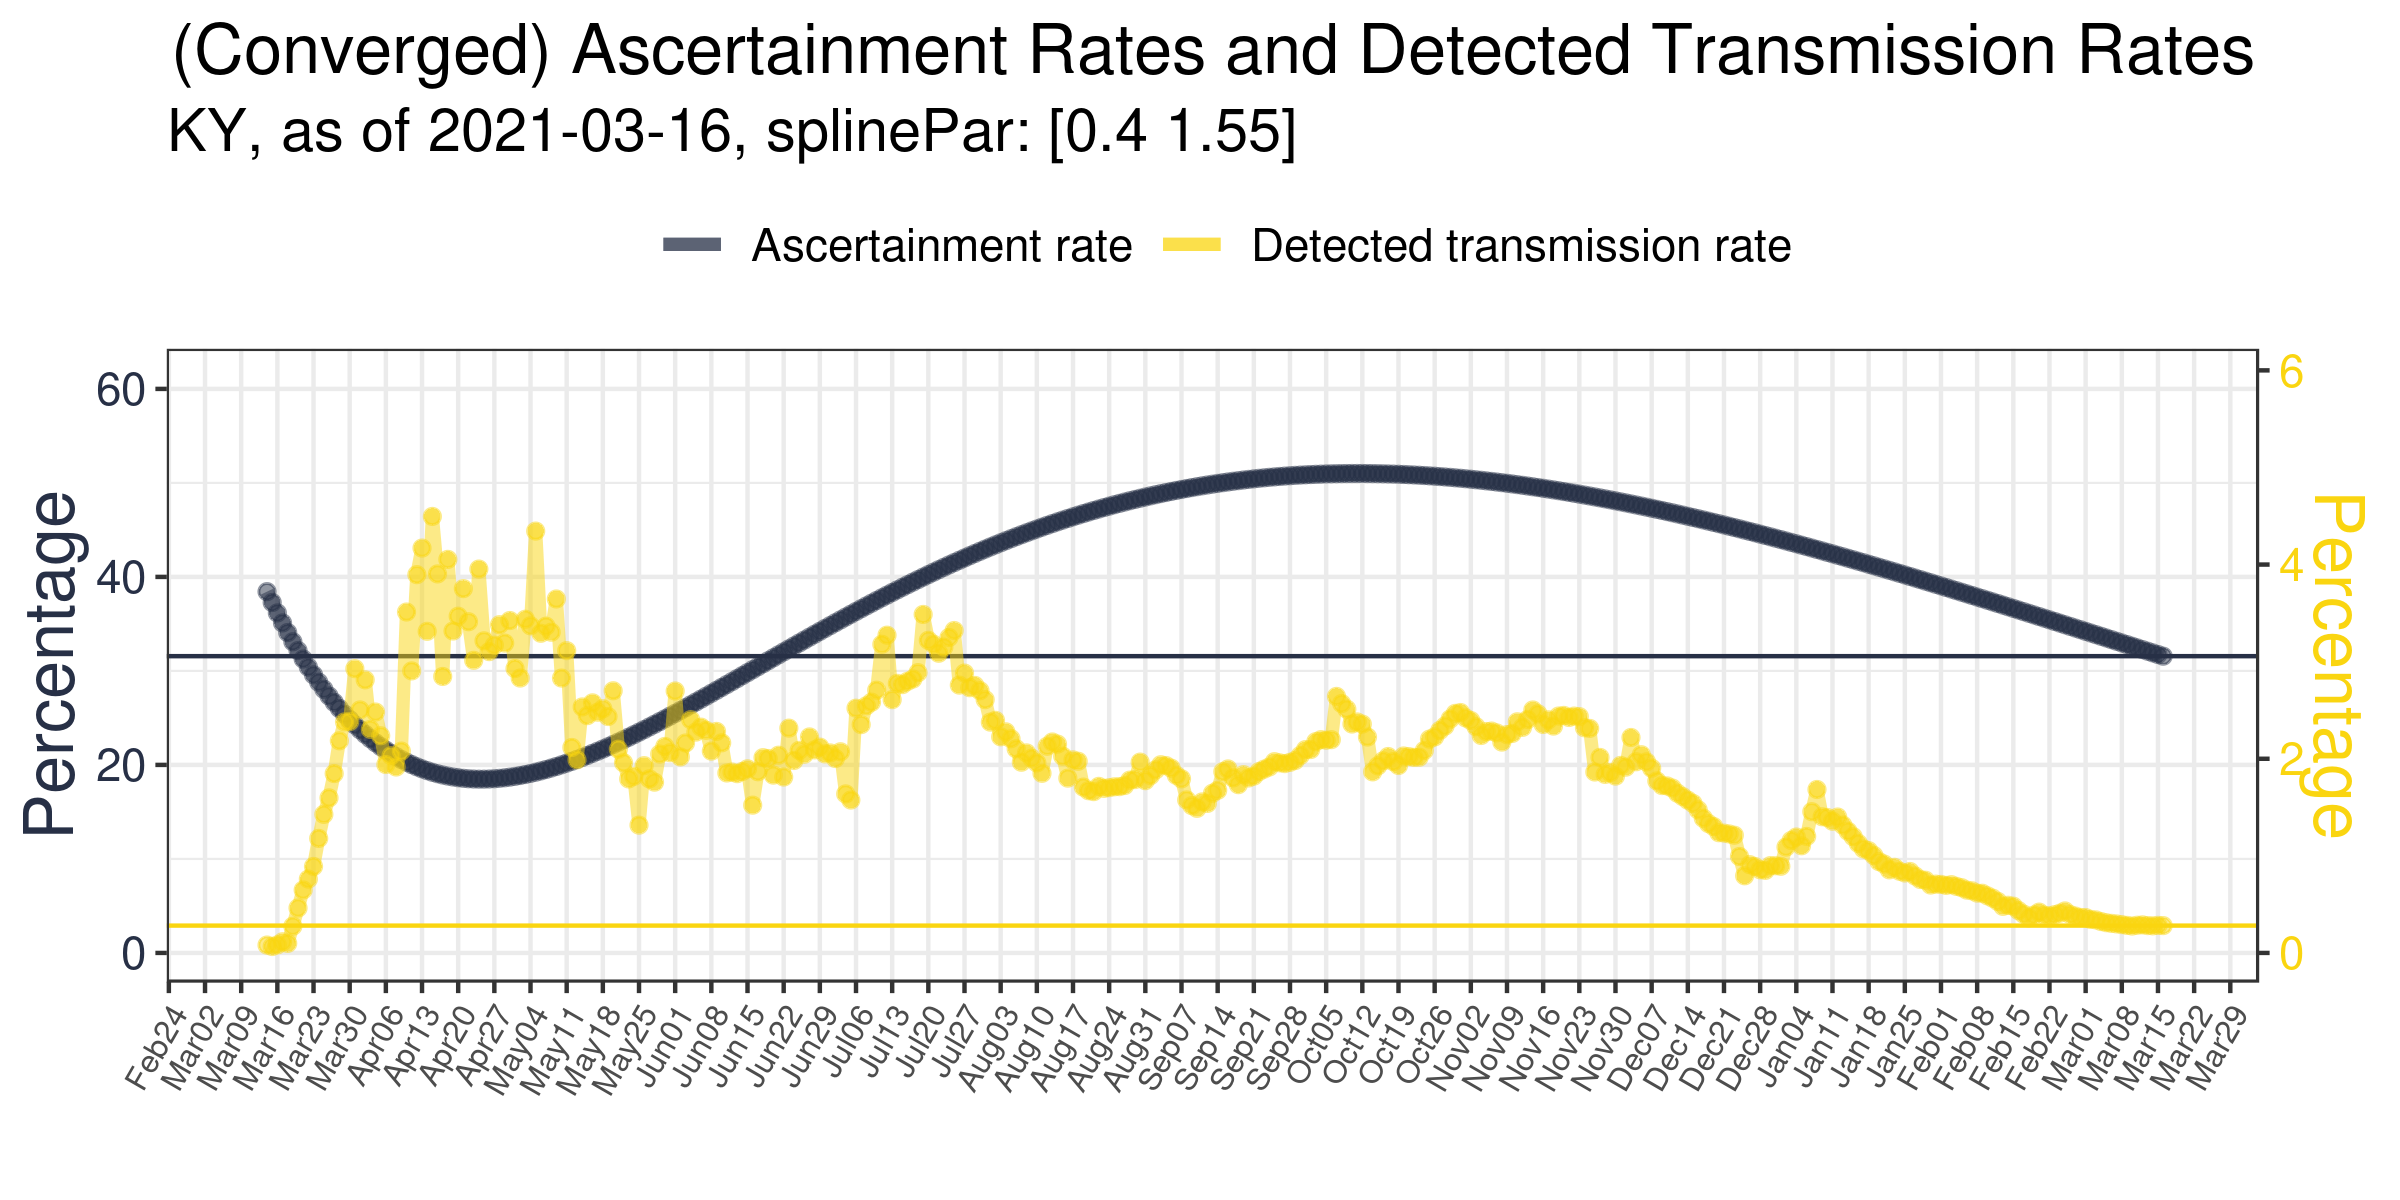 (Converged) Ascertainment Rates and Detected Transmission Rates
KY, as of 2021-03-16, splinePar: [0.4 1.55]
Ascertainment rate Detected transmission rate
Percentage
60
40
20
0
6
4
2
0
Percentage
Feb24 Mar02 Mar09 Mar16 Mar23 Mar30 Apr06 Apr13 Apr20 Apr27 May04 May11 May18 May25 Jun01 Jun08 Jun15 Jun22 Jun29 Jul06 Jul13 Jul20 Jul27 Aug03 Aug10 Aug17 Aug24 Aug31 Sep07 Sep14 Sep21 Sep28 Oct05 Oct12 Oct19 Oct26 Nov02 Nov09 Nov16 Nov23 Nov30 Dec07 Dec14 Dec21 Dec28 Jan04 Jan11 Jan18 Jan25 Feb01 Feb08 Feb15 Feb22 Mar01 Mar08 Mar15 Mar22 Mar29